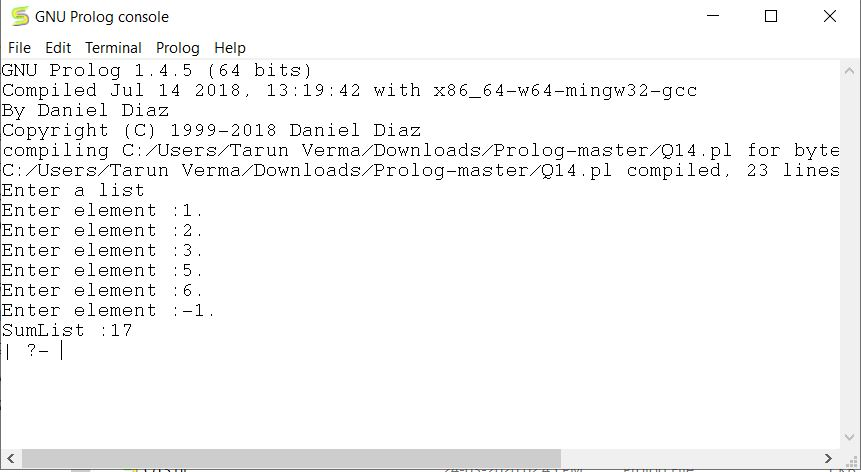 GNU Prolog console
File Edit Terminal Prolog Help
GNU Prolog 1.4.5 (64 bits)
Compiled Jul 14 2018, 13:19:42 with x86_64-w64-mingw32-gcc
By Daniel Diaz
Copyright (C) 1999-2018 Daniel Diaz
compiling C:/Users/Tarun Verma/Downloads/Prolog-master/Q14.pl for byte
C:/Users/Tarun Verma/Downloads/Prolog-master/Q14.pl compiled, 23 lines
Enter a list
Enter element :1.
Enter element :2.
Enter element :3.
Enter element :5.
Enter element :6.
Enter element :-1.
SumList :17
| ?-